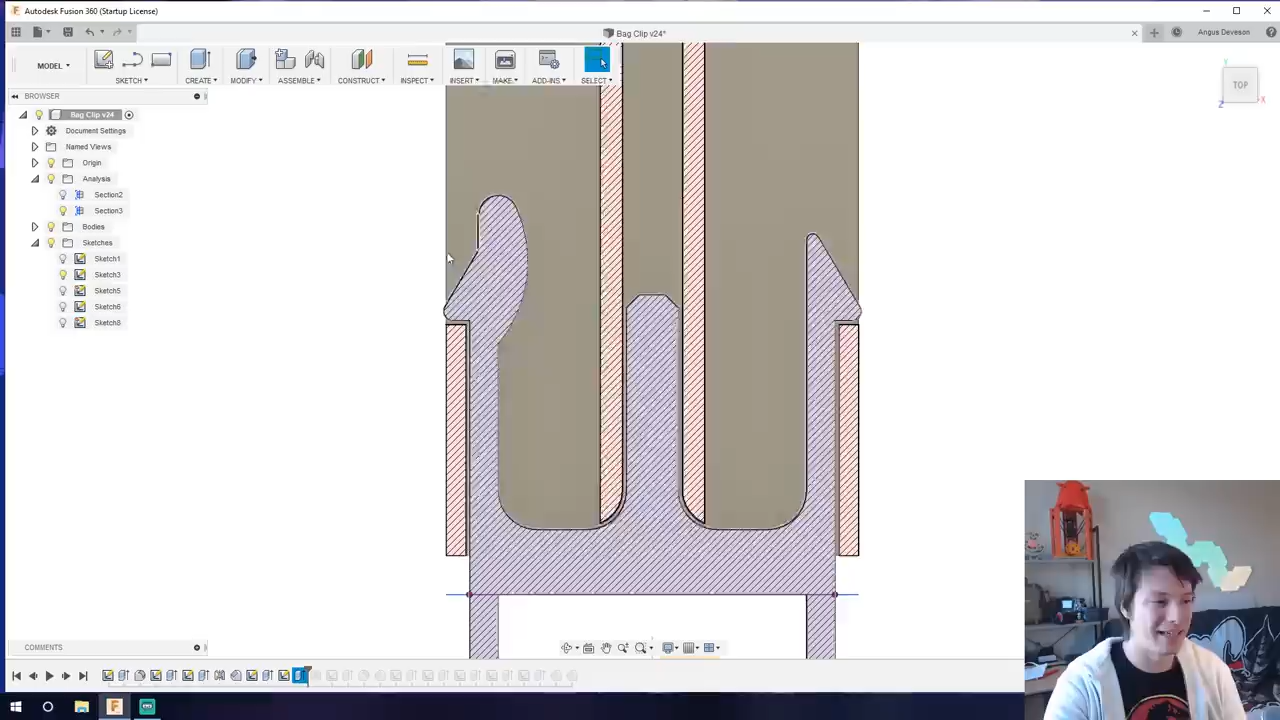 Autodesk Fusion 360 (Startup License)
Bag Clip v24*
Angus Deveson
MODEL
SKETCH
CREATE
MODIFY
ASSEMBLE
CONSTRUCT
INSPECT
INSERT
MAKE
ADD-INS
SELECT
BROWSER
Bag Clip v24
Document Settings
Named Views
Origin
Analysis
Section2
Section3
Bodies
Sketches
Sketch1
Sketch3
Sketch5
Sketch6
Sketch8
TOP
Y
X
Z
COMMENTS